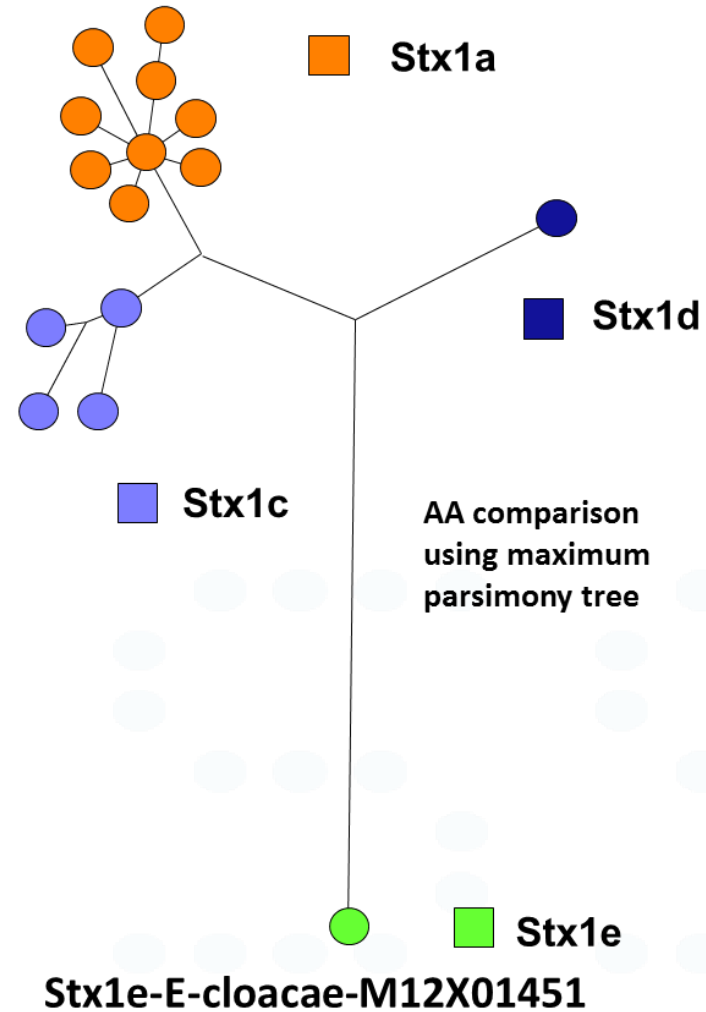 Stx1a
Stx1d
Stx1c
AA comparison
using maximum
parsimony tree
Stx1e
Stx1e-E-cloacae-M12X01451